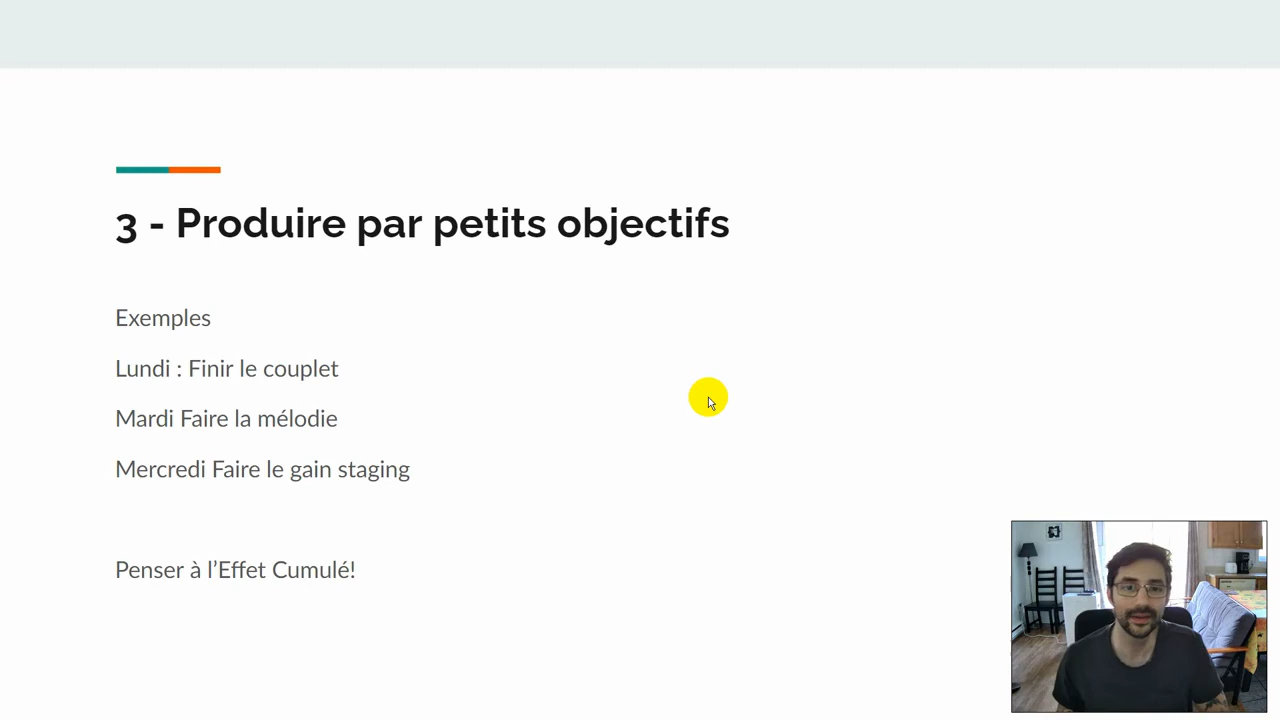 3 - Produire par petits objectifs
Exemples
Lundi : Finir le couplet
Mardi Faire la mélodie
Mercredi Faire le gain staging
Penser à l'Effet Cumulé!